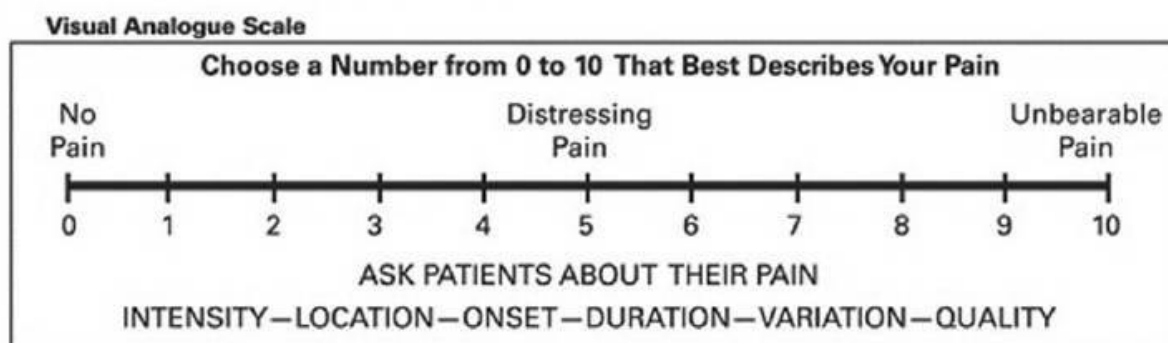 Visual Analogue Scale
Choose a Number from 0 to 10 That Best Describes Your Pain
No Pain
Distressing Pain
Unbearable Pain
0 1 2 3 4 5 6 7 8 9 10
ASK PATIENTS ABOUT THEIR PAIN
INTENSITY—LOCATION—ONSET—DURATION—VARIATION—QUALITY